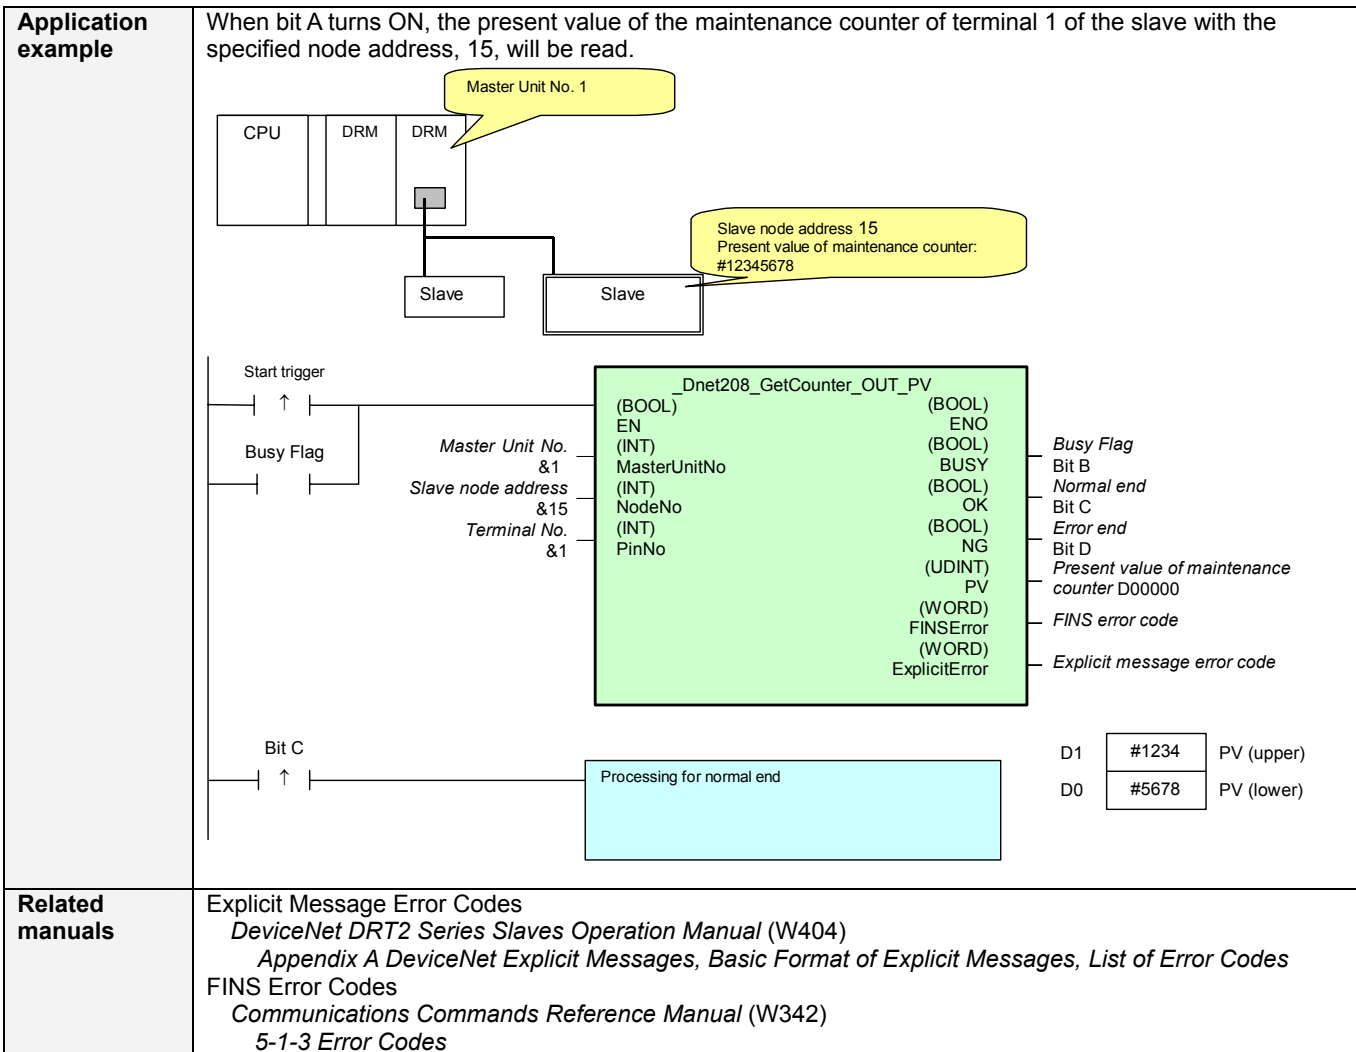 Application example
When bit A turns ON, the present value of the maintenance counter of terminal 1 of the slave with the
specified node address, 15, will be read.
Master Unit No. 1
CPU
DRM
DRM
Slave node address 15
Present value of maintenance counter:
#12345678
Slave
Slave
Start trigger
↑
Busy Flag
_Dnet208_GetCounter_OUT_PV
(BOOL)
EN
(INT)
MasterUnitNo
(INT)
NodeNo
(INT)
PinNo
Master Unit No.
&1
Slave node address
&15
Terminal No.
&1
(BOOL)
ENO
(BOOL)
BUSY
(BOOL)
OK
(BOOL)
NG
(UDINT)
PV
(WORD)
FINSError
(WORD)
ExplicitError
Busy Flag
Bit B
Normal end
Bit C
Error end
Bit D
Present value of maintenance
counter D00000
FINS error code
Explicit message error code
Bit C
↑
Processing for normal end
D1 #1234 PV (upper)
D0 #5678 PV (lower)
Related manuals
Explicit Message Error Codes
DeviceNet DRT2 Series Slaves Operation Manual (W404)
Appendix A DeviceNet Explicit Messages, Basic Format of Explicit Messages, List of Error Codes
FINS Error Codes
Communications Commands Reference Manual (W342)
5-1-3 Error Codes